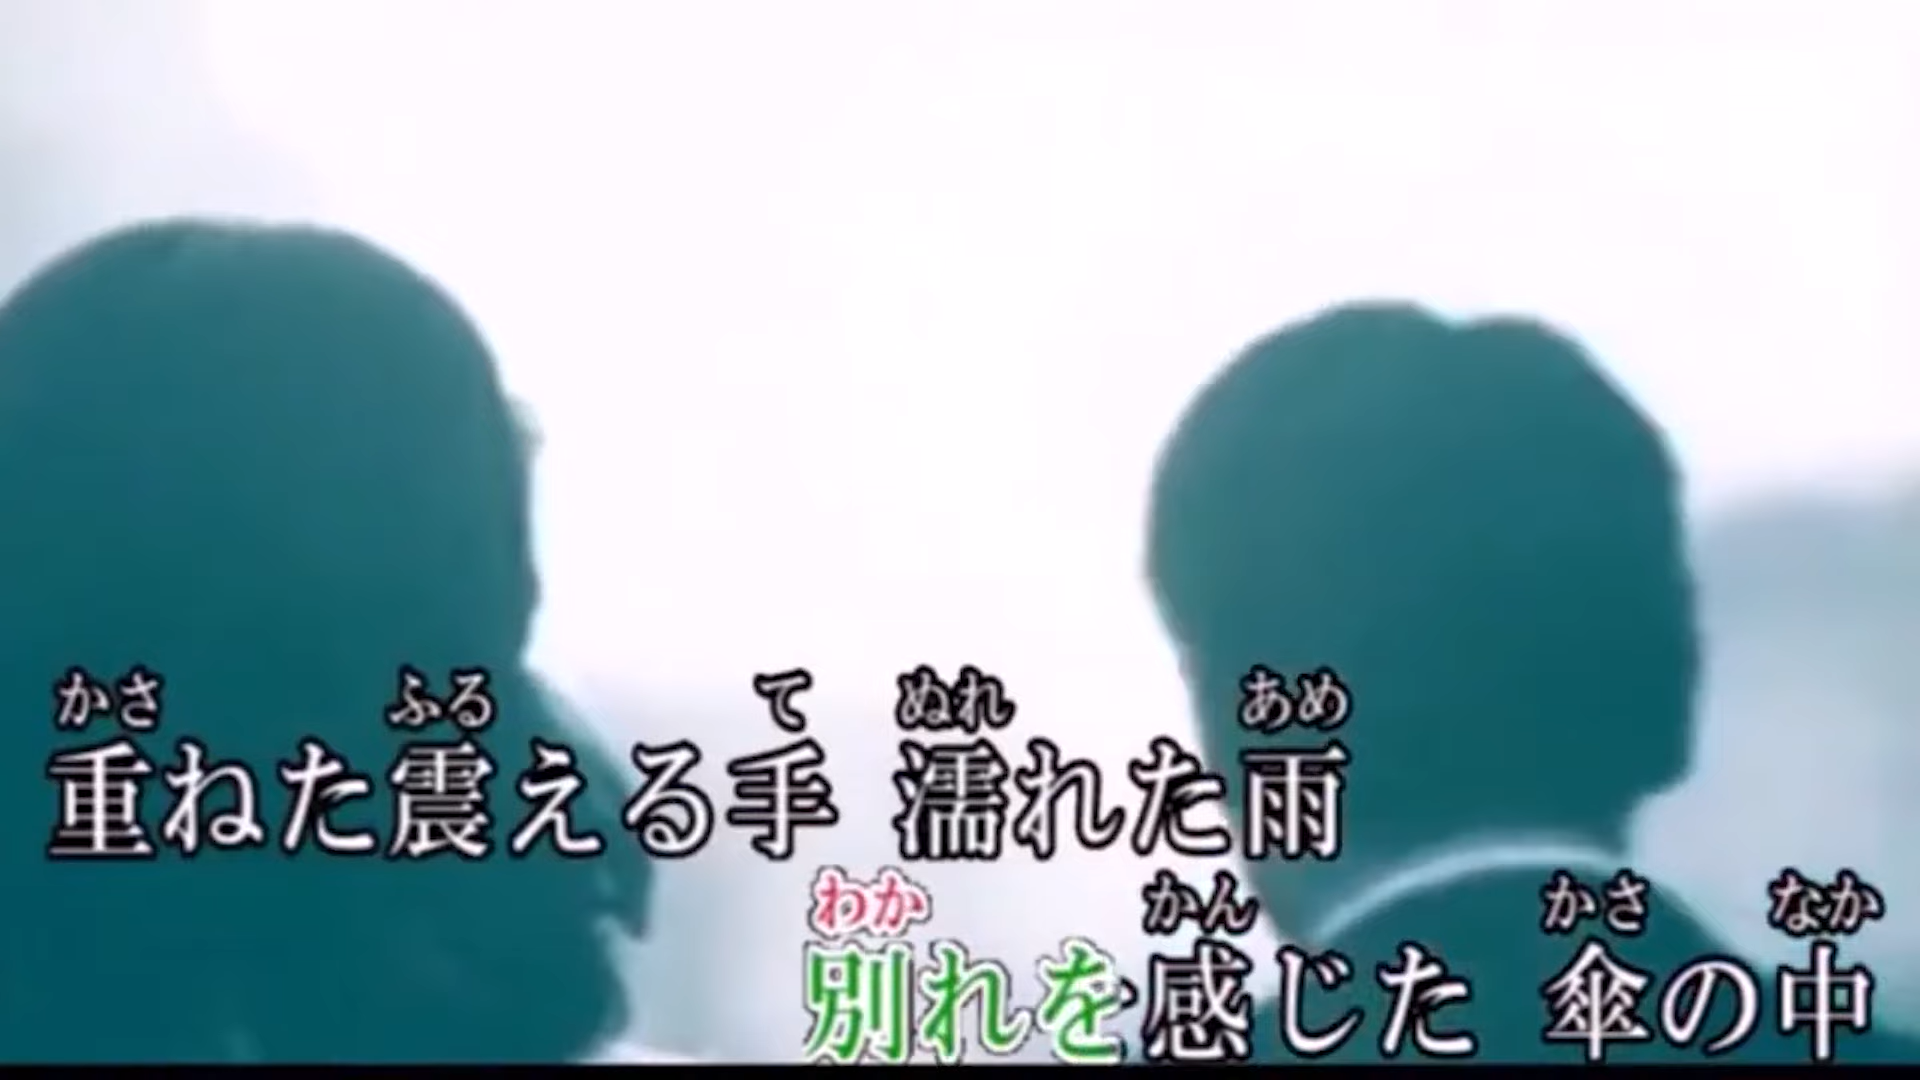 かさ ふる て ぬれ あめ
重ねた震える手 濡れた雨
わか かん かさ なか
別れを感じた 傘の中